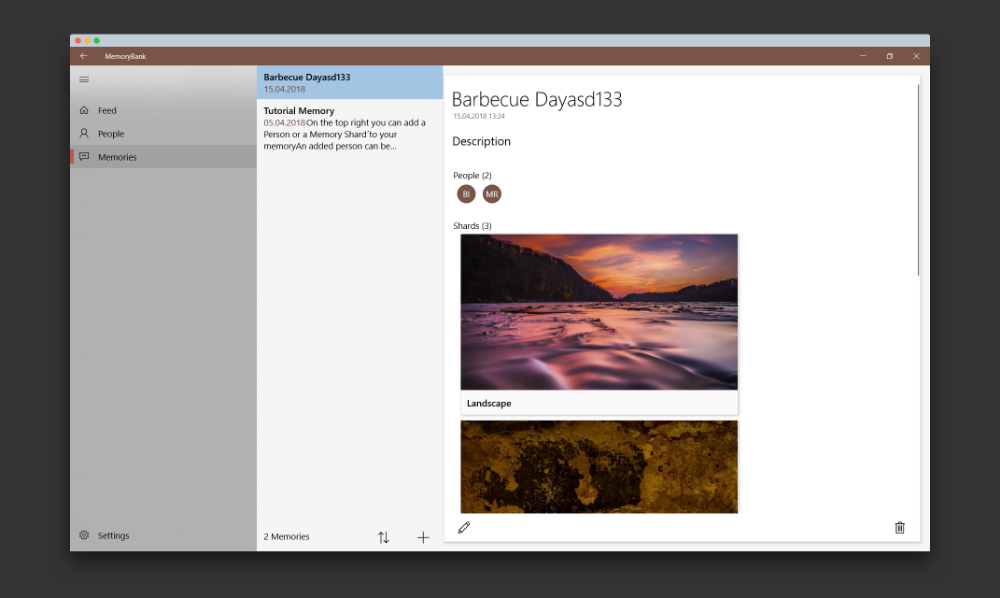 MemoryBank
Feed
People
Memories
Settings
Barbecue Dayasd133
15.04.2018
Tutorial Memory
05.04.2018On the top right you can add a
Person or a Memory Shard'to your
memoryAn added person can be...
2 Memories
Barbecue Dayasd133
15.04.2018 13:24
Description
People (2)
BI MR
Shards (3)
Landscape